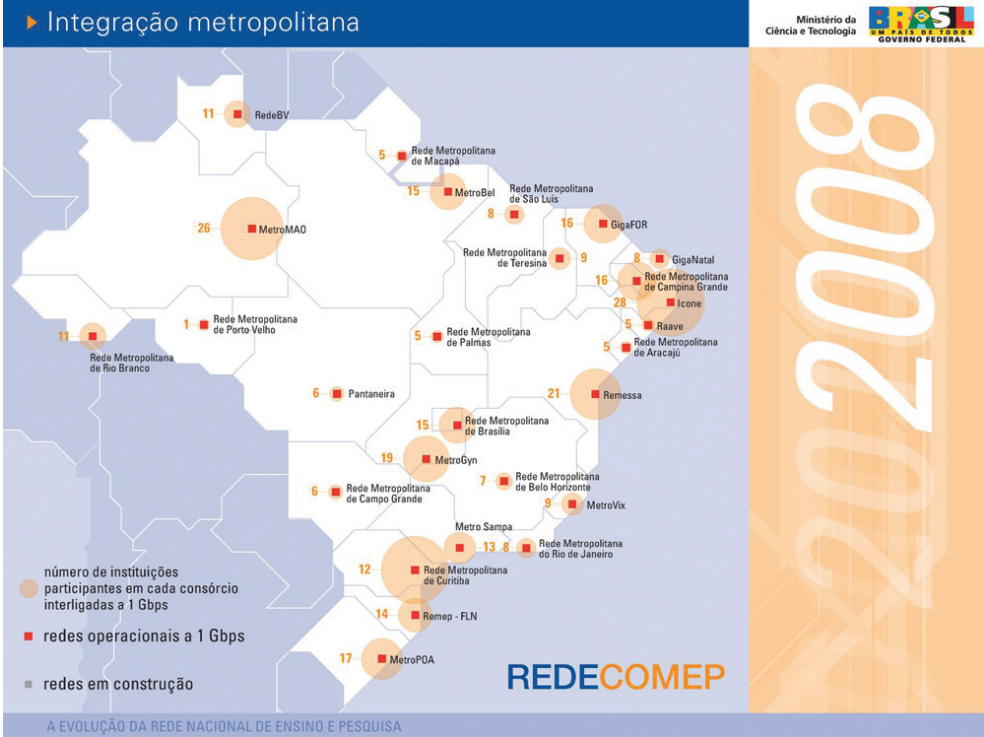 Integração metropolitana
Ministério da
Ciência e Tecnologia
BRASIL
UM PAÍS DE TODOS
GOVERNO FEDERAL
11 RedeBV
5 Rede Metropolitana
de Macapá
15 MetroBel
Rede Metropolitana
de São Luís
8
26 MetroMAO
16 GigaFOR
Rede Metropolitana
de Teresina
9
8 GigaNatal
16 Rede Metropolitana
de Campina Grande
28 Icone
1 Rede Metropolitana
de Porto Velho
5 Raave
11
Rede Metropolitana
de Rio Branco
5 Rede Metropolitana
de Palmas
5 Rede Metropolitana
de Aracajú
6 Pantaneira
21 Remessa
15 Rede Metropolitana
de Brasília
19 MetroGyn
7 Rede Metropolitana
de Belo Horizonte
6 Rede Metropolitana
de Campo Grande
9 MetroVix
Metro Sampa
13
8 Rede Metropolitana
do Rio de Janeiro
12 Rede Metropolitana
de Curitiba
14 Remep - FLN
17 MetroPOA
número de instituições
participantes em cada consórcio
interligadas a 1 Gbps
redes operacionais a 1 Gbps
redes em construção
REDECOMEP
A EVOLUÇÃO DA REDE NACIONAL DE ENSINO E PESQUISA
202008